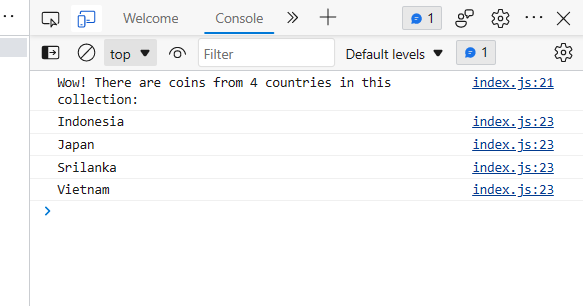 Welcome Console 1
top Filter Default levels 1
Wow! There are coins from 4 countries in this index.js:21
collection:
Indonesia index.js:23
Japan index.js:23
Srilanka index.js:23
Vietnam index.js:23